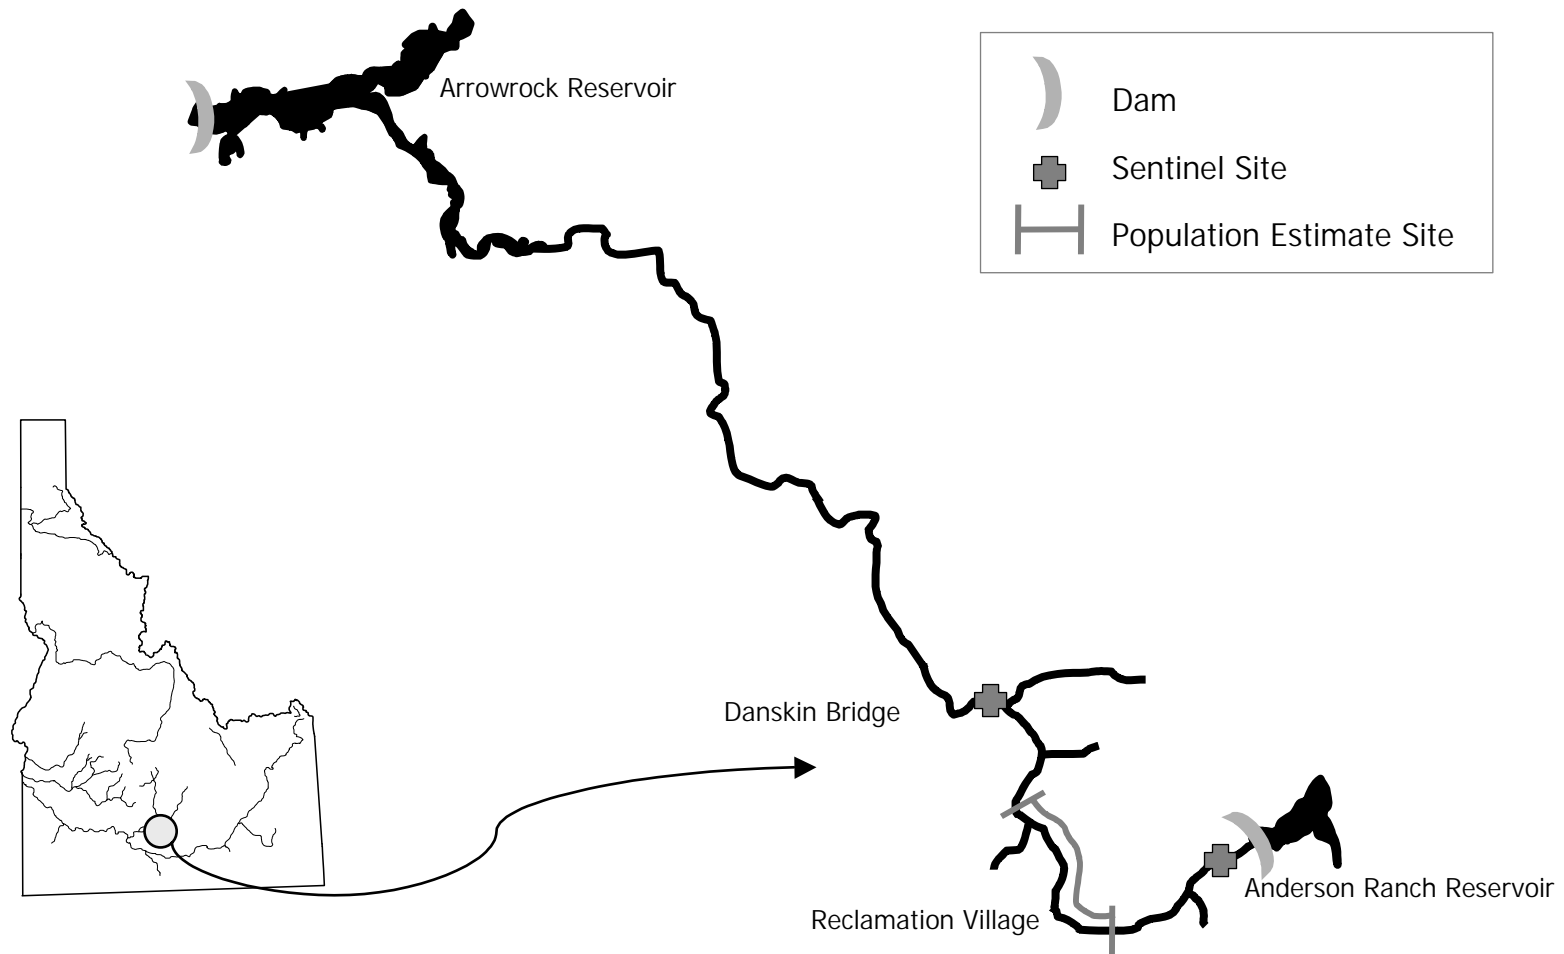 Arrowrock Reservoir
Dam
Sentinel Site
Population Estimate Site
Danskin Bridge
Anderson Ranch Reservoir
Reclamation Village